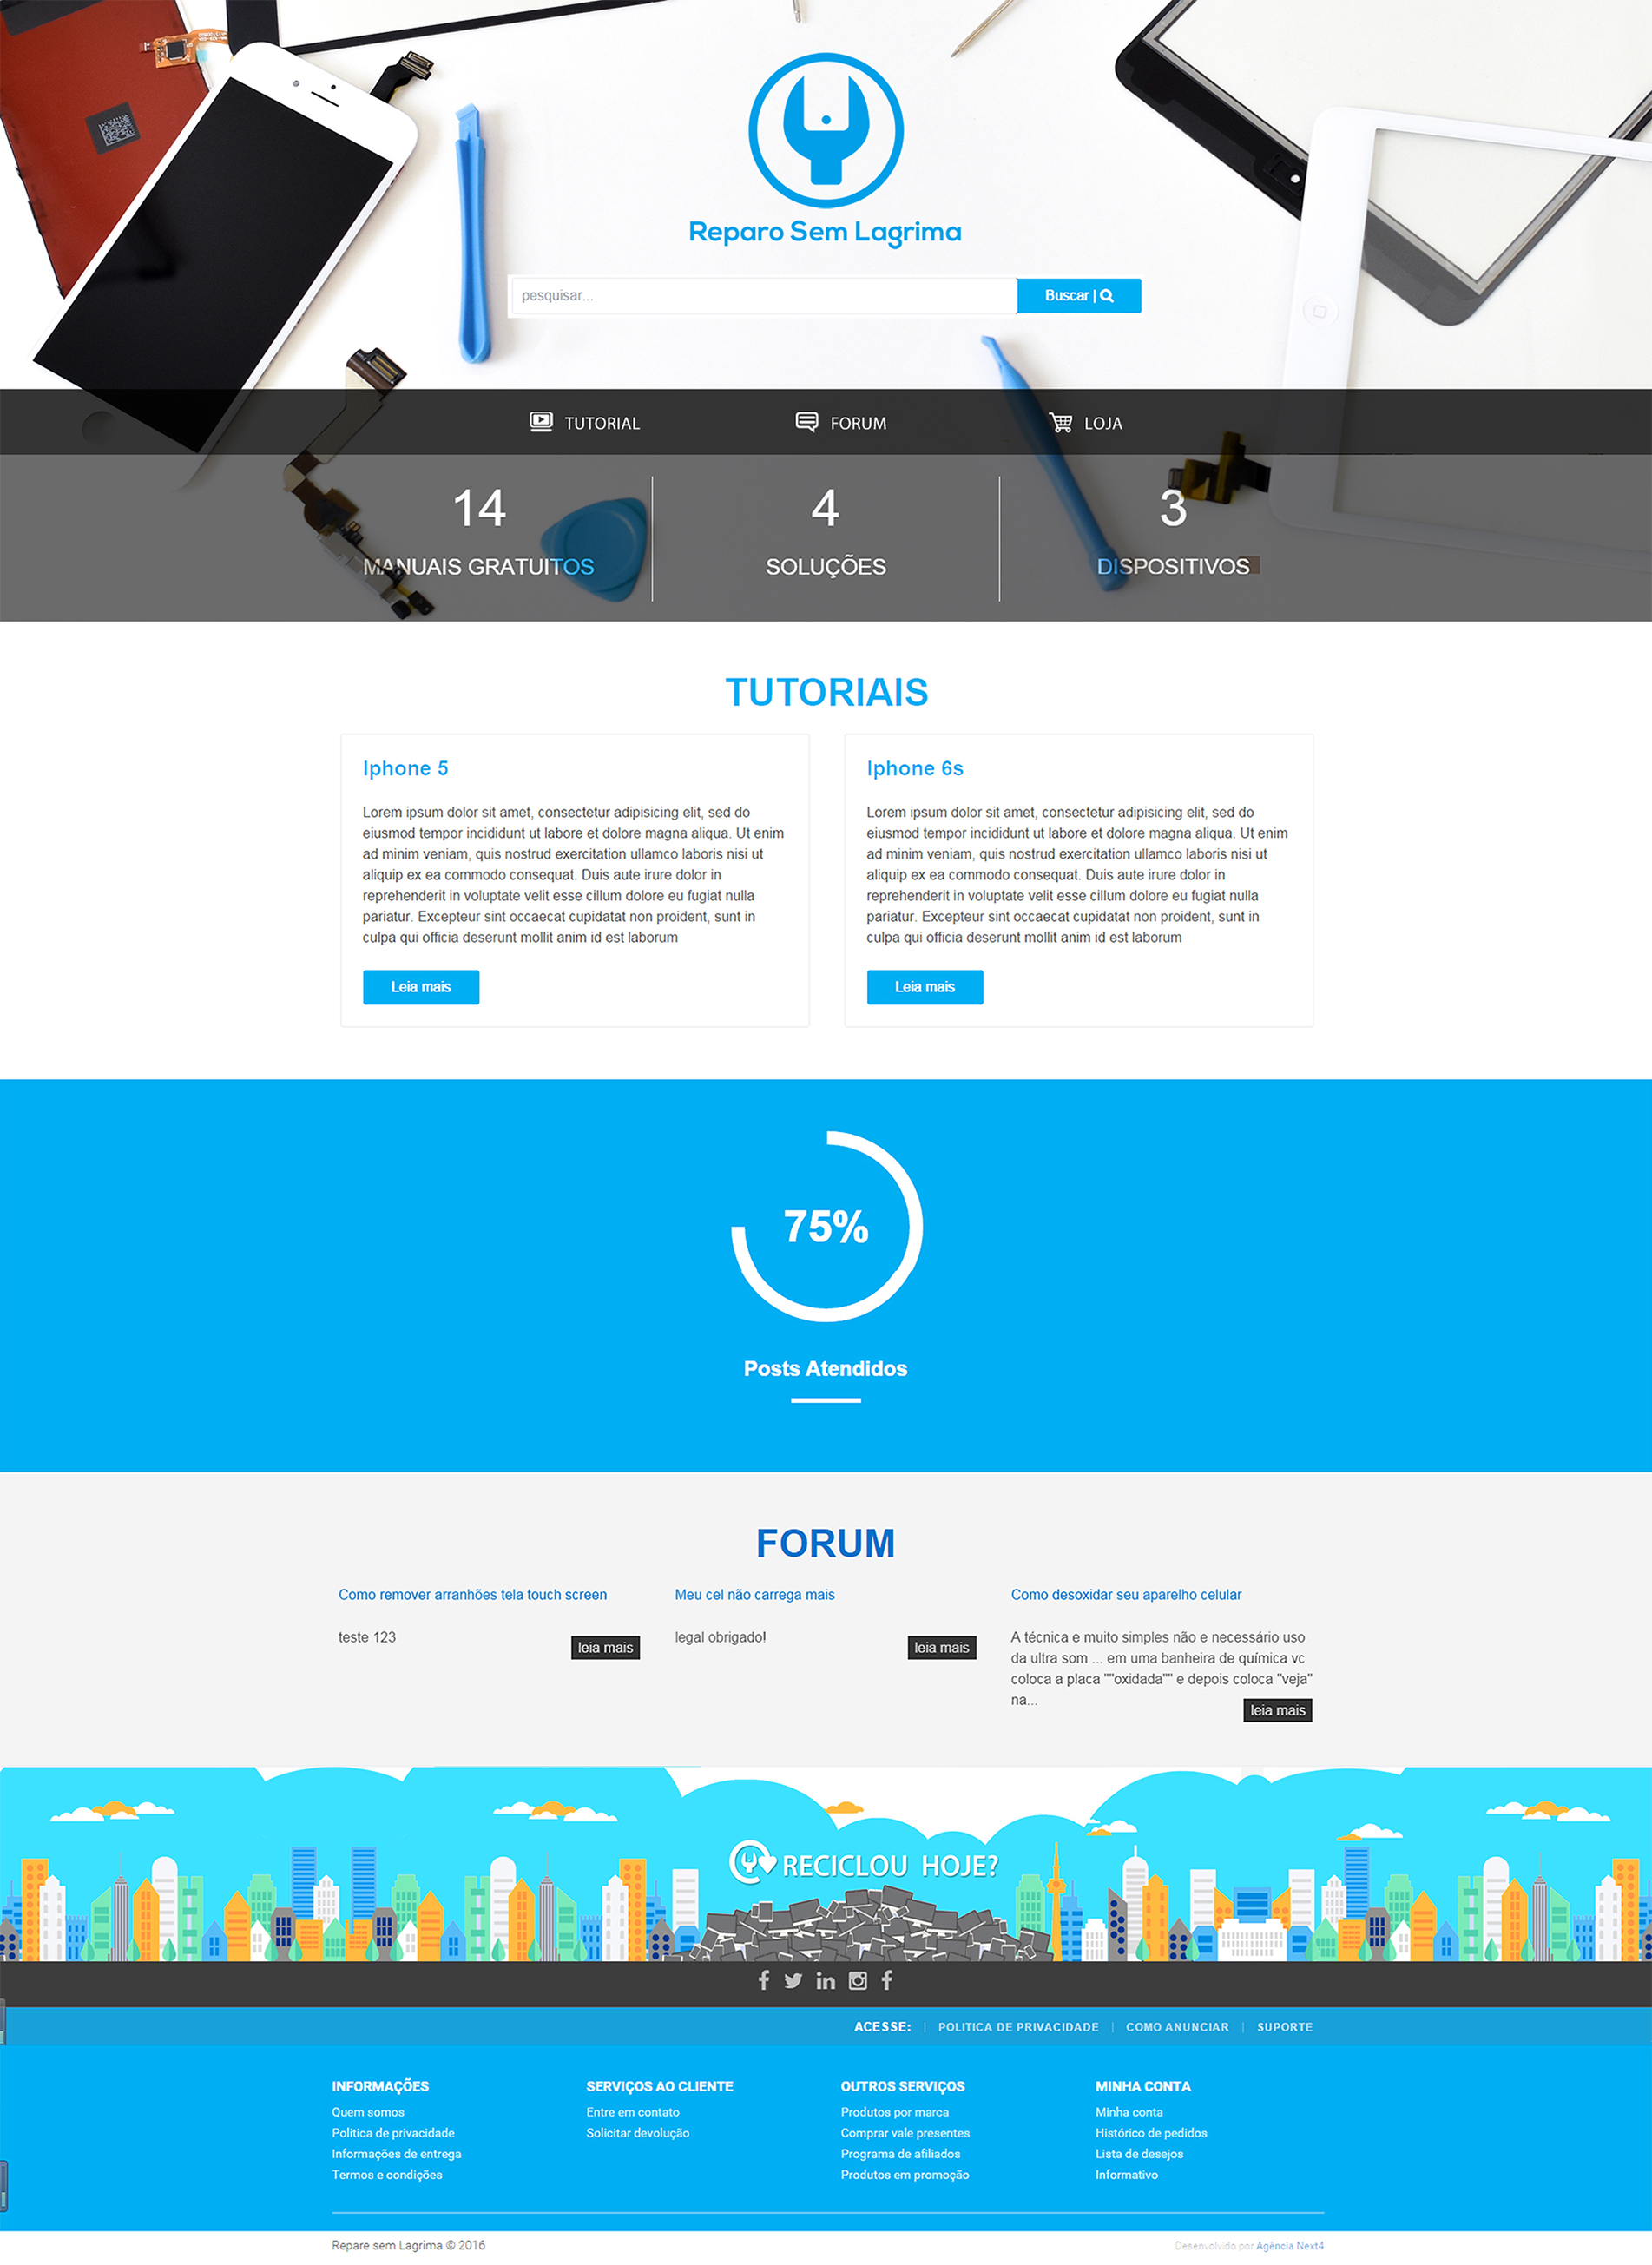 Reparo Sem Lagrima
pesquisar...
Buscar |
TUTORIAL
FORUM
LOJA
14
MANUAIS GRATUITOS
4
SOLUÇÕES
3
DISPOSITIVOS
TUTORIAIS
Iphone 5
Lorem ipsum dolor sit amet, consectetur adipisicing elit, sed do
eiusmod tempor incididunt ut labore et dolore magna aliqua. Ut enim
ad minim veniam, quis nostrud exercitation ullamco laboris nisi ut
aliquip ex ea commodo consequat. Duis aute irure dolor in
reprehenderit in voluptate velit esse cillum dolore eu fugiat nulla
pariatur. Excepteur sint occaecat cupidatat non proident, sunt in
culpa qui officia deserunt mollit anim id est laborum
Leia mais
Iphone 6s
Lorem ipsum dolor sit amet, consectetur adipisicing elit, sed do
eiusmod tempor incididunt ut labore et dolore magna aliqua. Ut enim
ad minim veniam, quis nostrud exercitation ullamco laboris nisi ut
aliquip ex ea commodo consequat. Duis aute irure dolor in
reprehenderit in voluptate velit esse cillum dolore eu fugiat nulla
pariatur. Excepteur sint occaecat cupidatat non proident, sunt in
culpa qui officia deserunt mollit anim id est laborum
Leia mais
75%
Posts Atendidos
FORUM
Como remover arranhões tela touch screen
teste 123
leia mais
Meu cel não carrega mais
legal obrigado!
leia mais
Como desoxidar seu aparelho celular
A técnica e muito simples não e necessário uso
da ultra som ... em uma banheira de química vc
coloca a placa ""oxidada"" e depois coloca "veja"
na...
leia mais
RECICLOU HOJE?
ACESSE: | POLITICA DE PRIVACIDADE | COMO ANUNCIAR | SUPORTE
INFORMAÇÕES
Quem somos
Politica de privacidade
Informações de entrega
Termos e condições
SERVIÇOS AO CLIENTE
Entre em contato
Solicitar devolução
OUTROS SERVIÇOS
Produtos por marca
Comprar vale presentes
Programa de afiliados
Produtos em promoção
MINHA CONTA
Minha conta
Histórico de pedidos
Lista de desejos
Informativo
Repare sem Lagrima © 2016
Desenvolvido por Agência Next4